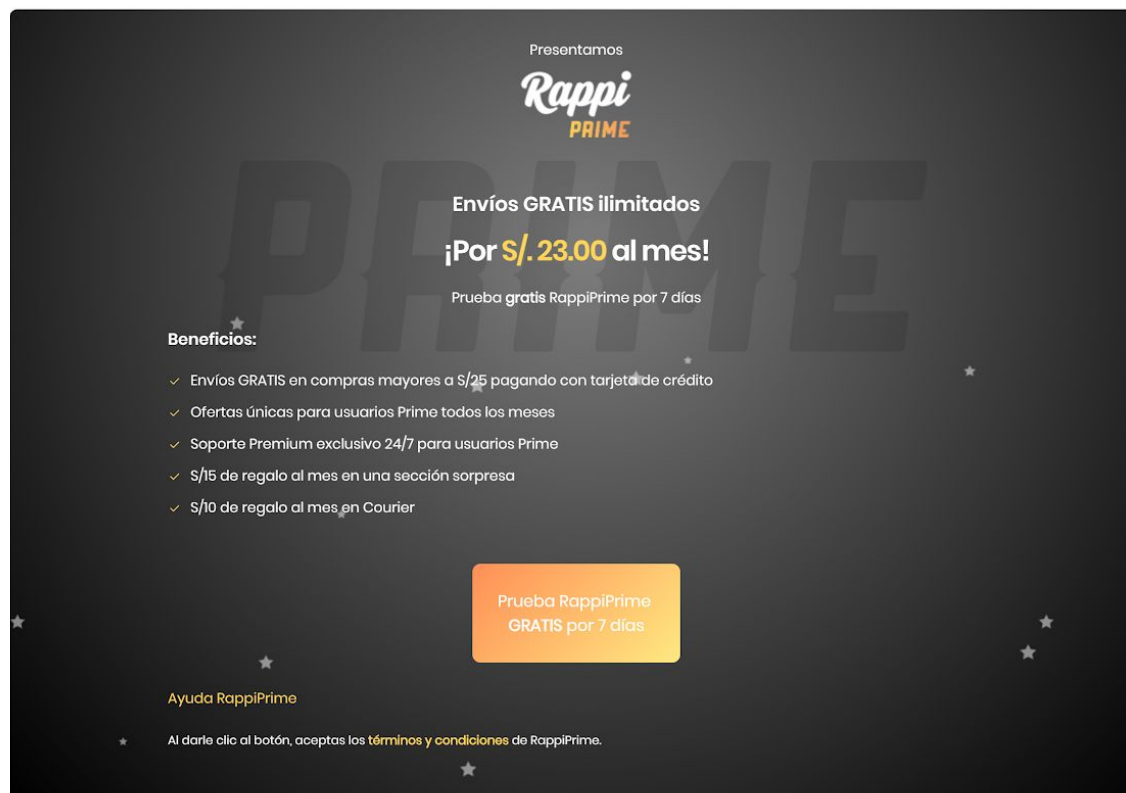 Presentamos
Rappi
PRIME
PRIME
Envíos GRATIS ilimitados
¡Por S/. 23.00 al mes!
Prueba gratis RappiPrime por 7 días
Beneficios:
Envíos GRATIS en compras mayores a S/25 pagando con tarjeta de crédito
Ofertas únicas para usuarios Prime todos los meses
Soporte Premium exclusivo 24/7 para usuarios Prime
S/15 de regalo al mes en una sección sorpresa
S/10 de regalo al mes en Courier
Prueba RappiPrime
GRATIS por 7 días
Ayuda RappiPrime
Al darle clic al botón, aceptas los términos y condiciones de RappiPrime.